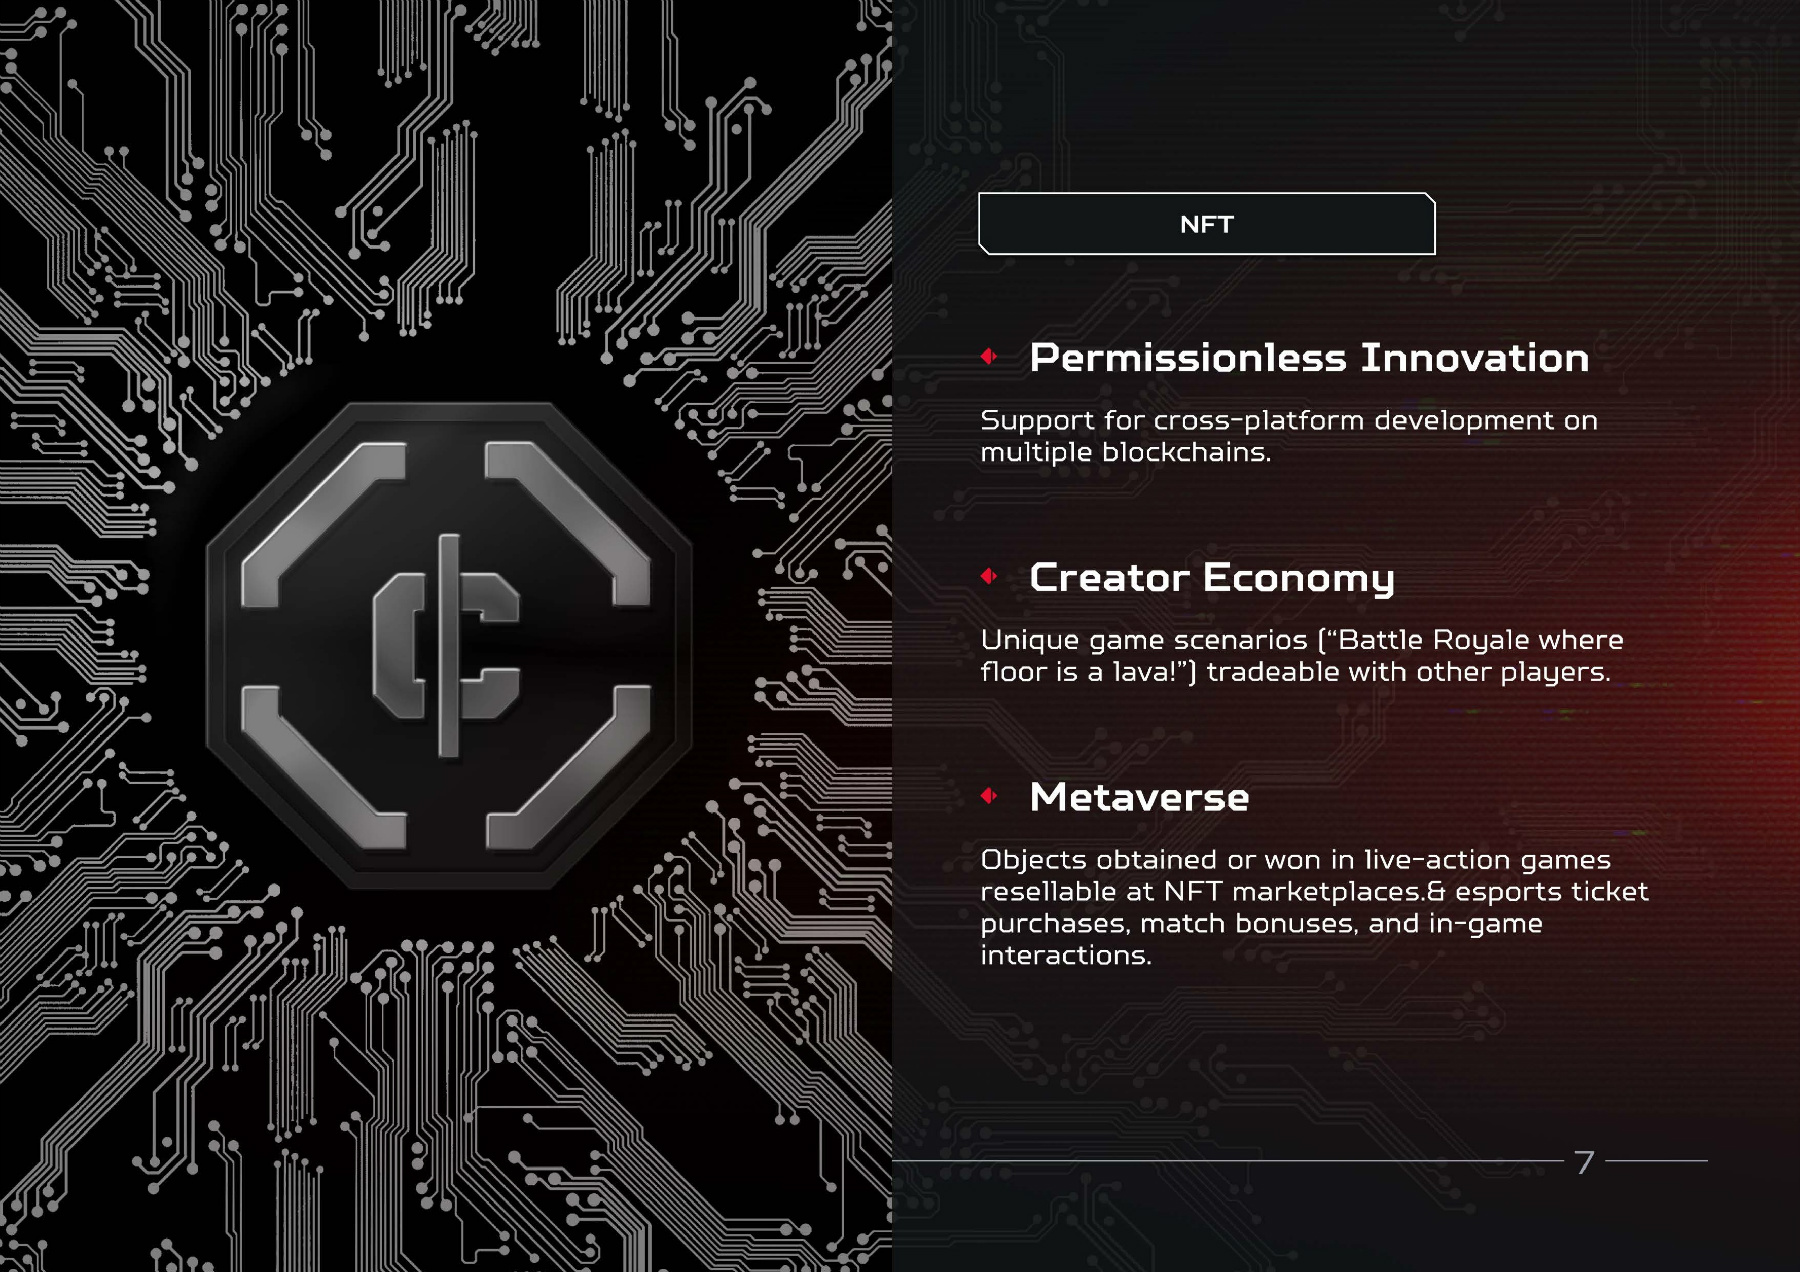 NFT
Permissionless Innovation
Support for cross-platform development on
multiple blockchains.
Creator Economy
Unique game scenarios (“Battle Royale where
floor is a lava!”) tradeable with other players.
Metaverse
Objects obtained or won in live-action games
resellable at NFT marketplaces.& esports ticket
purchases, match bonuses, and in-game
interactions.
7